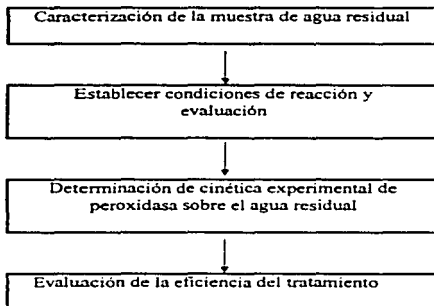 Caracterización de la muestra de agua residual
Establecer condiciones de reacción y
evaluación
Determinación de cinética experimental de
peroxidasa sobre el agua residual
Evaluación de la eficiencia del tratamiento